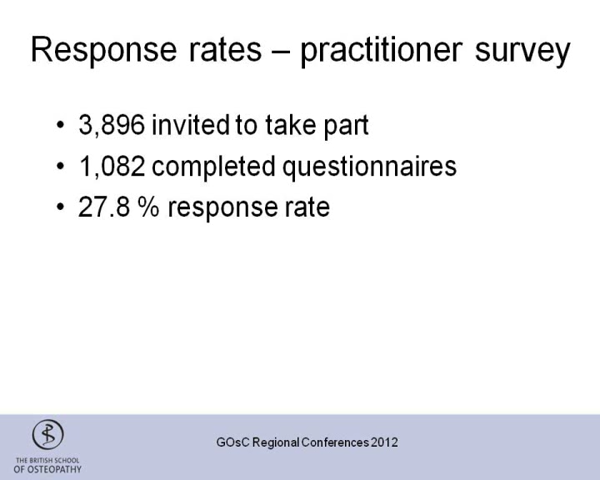 Response rates – practitioner survey
• 3,896 invited to take part
• 1,082 completed questionnaires
• 27.8 % response rate
GOsC Regional Conferences 2012
THE BRITISH SCHOOL
OF OSTEOPATHY